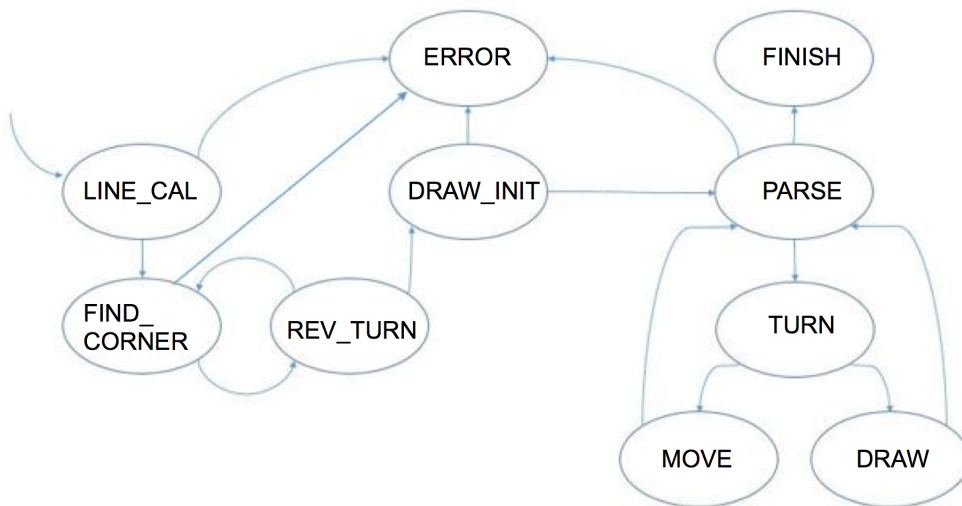 ERROR
FINISH
LINE_CAL
DRAW_INIT
PARSE
FIND_
CORNER
REV_TURN
TURN
MOVE
DRAW